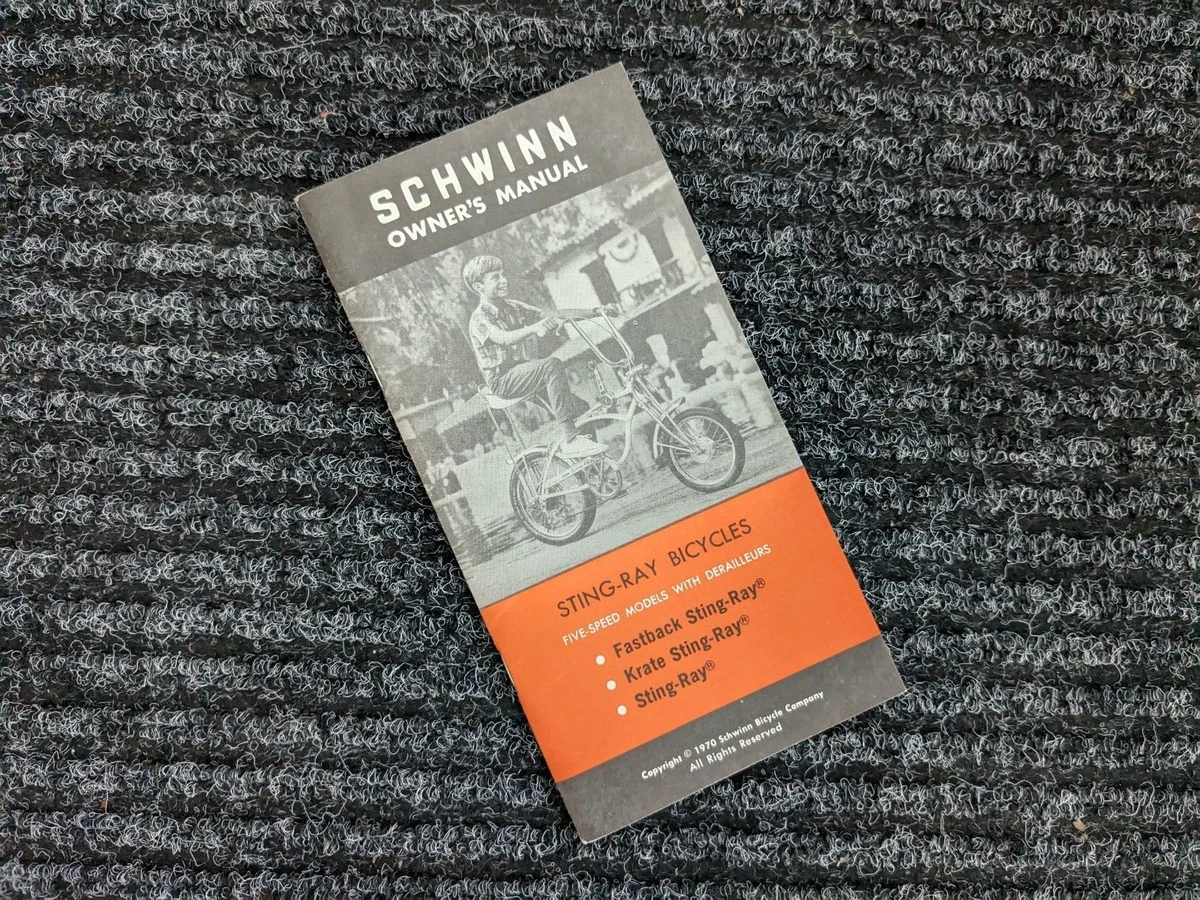 SCHWINN
OWNER'S MANUAL
STING-RAY BICYCLES
FIVE-SPEED MODELS WITH DERAILLEURS
• Fastback Sting-Ray®
• Krate Sting-Ray®
• Sting-Ray®
Copyright © 1970 Schwinn Bicycle Company
All Rights Reserved